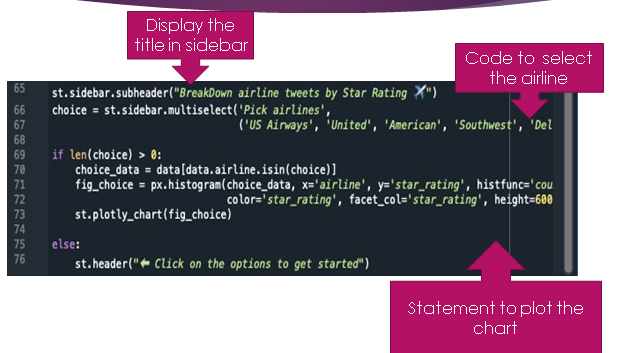 Display the
title in sidebar
Code to select
the airline
65 st.sidebar.subheader("BreakDown airline tweets by Star Rating ✈️")
66 choice = st.sidebar.multiselect('Pick airlines',
67 ('US Airways', 'United', 'American', 'Southwest', 'Del
68
69 if len(choice) > 0:
70 choice_data = data[data.airline.isin(choice)]
71 fig_choice = px.histogram(choice_data, x='airline', y='star_rating', histfunc='cou
72 color='star_rating', facet_col='star_rating', height=600
73 st.plotly_chart(fig_choice)
74
75 else:
76 st.header("⬅ Click on the options to get started")
Statement to plot the
chart